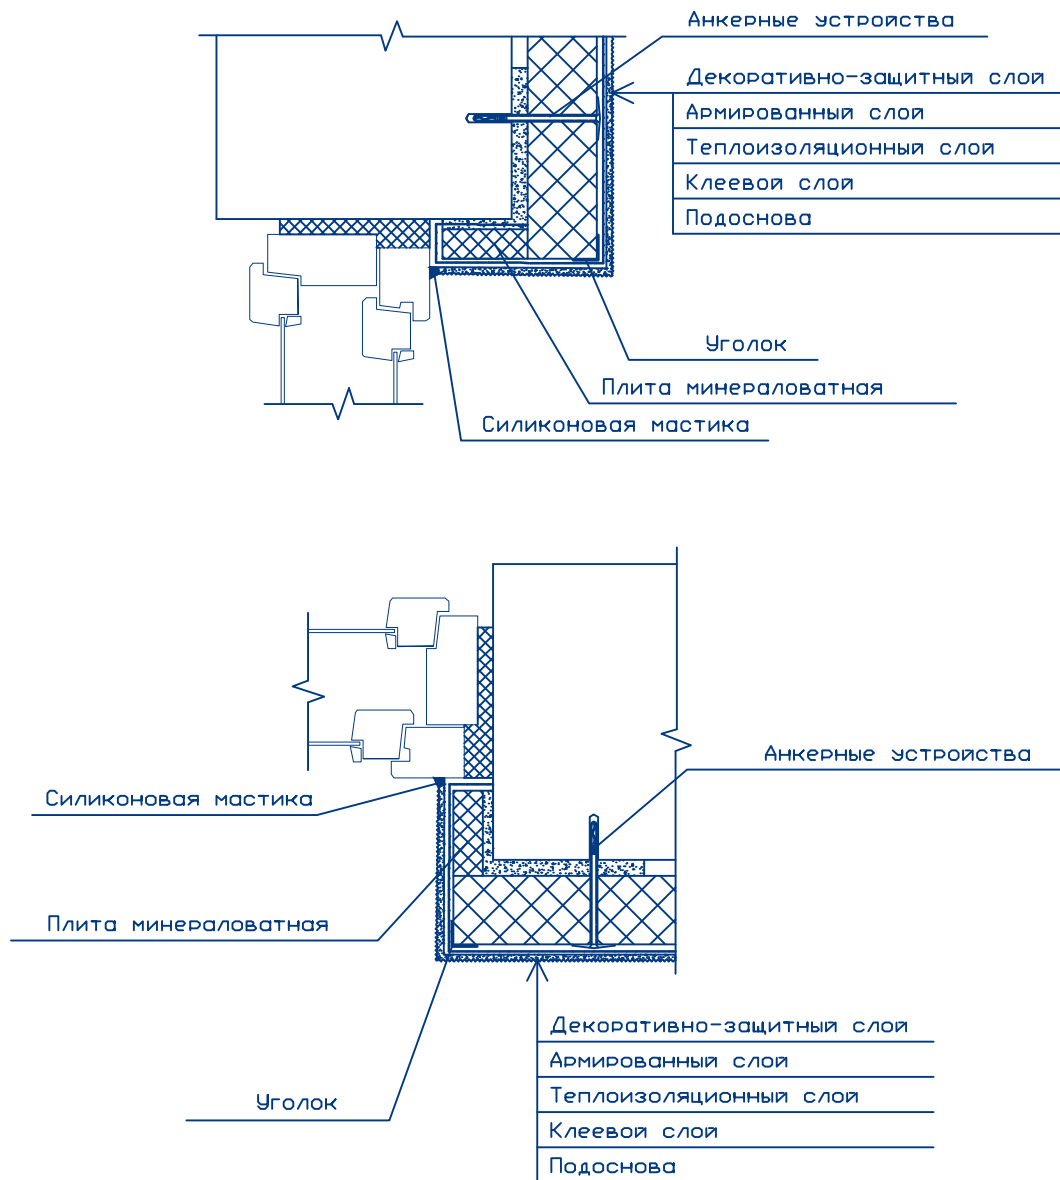 Анкерные устройства
Декоративно-защитный слой
Армированный слой
Теплоизоляционный слой
Клеевой слой
Подоснова
Уголок
Плита минераловатная
Силиконовая мастика
Анкерные устройства
Силиконовая мастика
Плита минераловатная
Декоративно-защитный слой
Армированный слой
Теплоизоляционный слой
Уголок
Клеевой слой
Подоснова